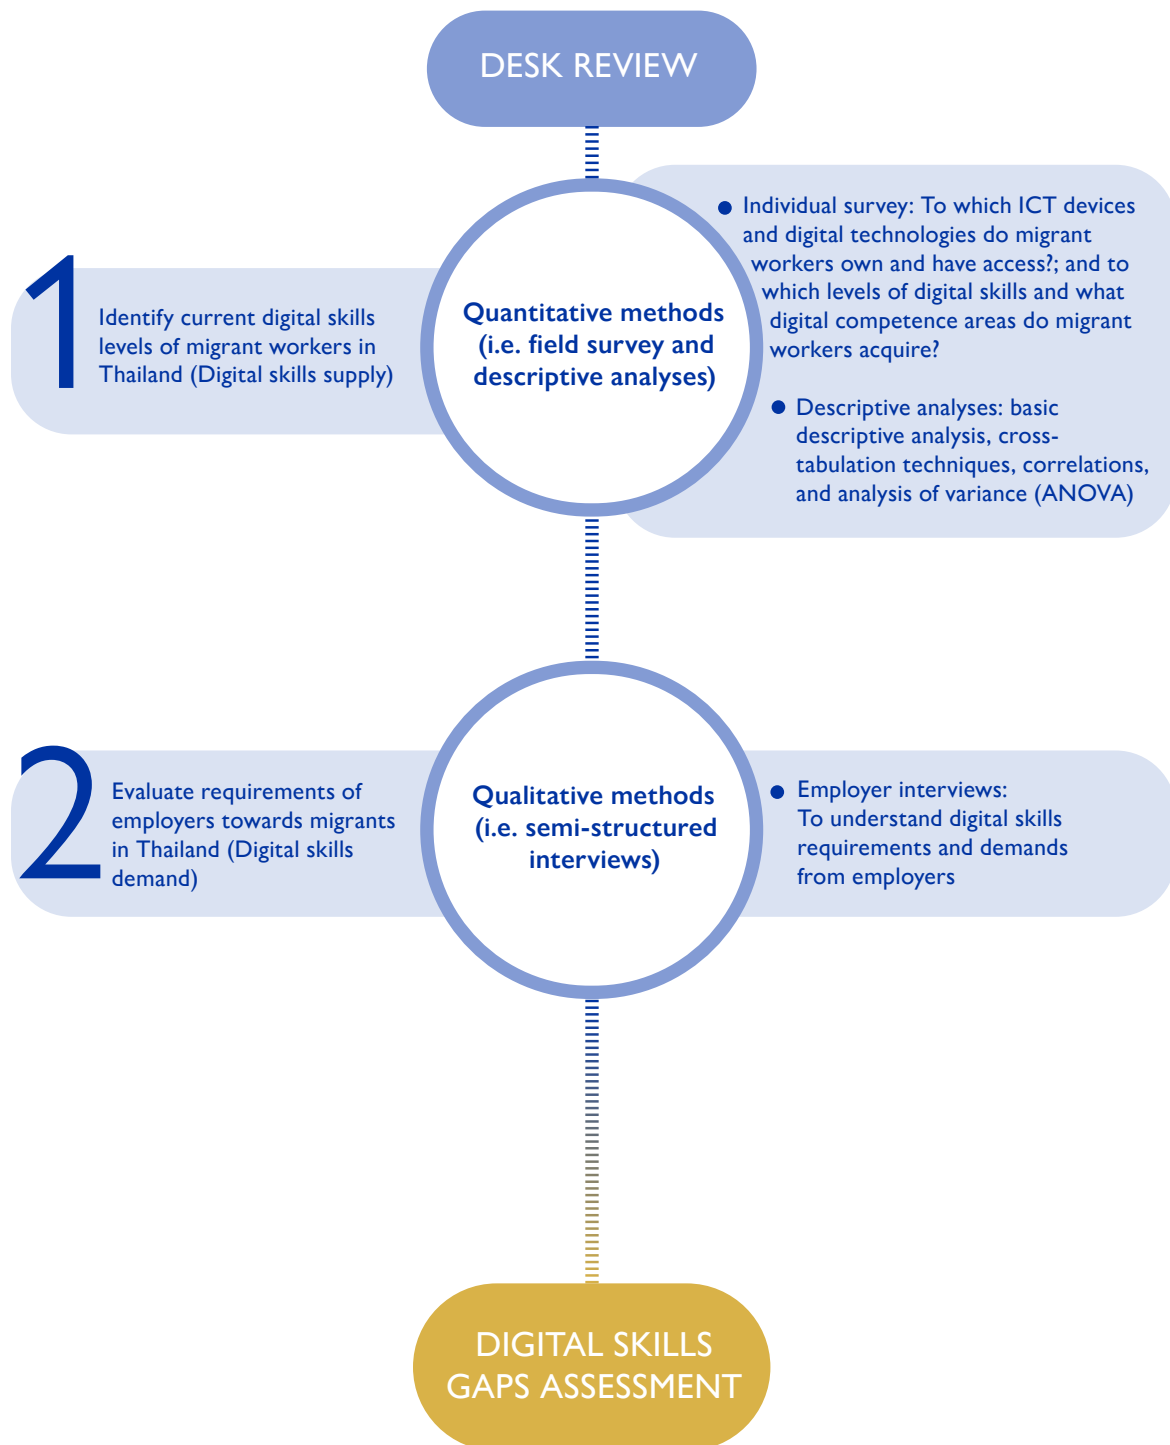 DESK REVIEW
1
Identify current digital skills
levels of migrant workers in
Thailand (Digital skills supply)
Quantitative methods
(i.e. field survey and
descriptive analyses)
● Individual survey: To which ICT devices
and digital technologies do migrant
workers own and have access?; and to
which levels of digital skills and what
digital competence areas do migrant
workers acquire?
● Descriptive analyses: basic
descriptive analysis, cross-
tabulation techniques, correlations,
and analysis of variance (ANOVA)
2
Evaluate requirements of
employers towards migrants
in Thailand (Digital skills
demand)
Qualitative methods
(i.e. semi-structured
interviews)
● Employer interviews:
To understand digital skills
requirements and demands
from employers
DIGITAL SKILLS
GAPS ASSESSMENT